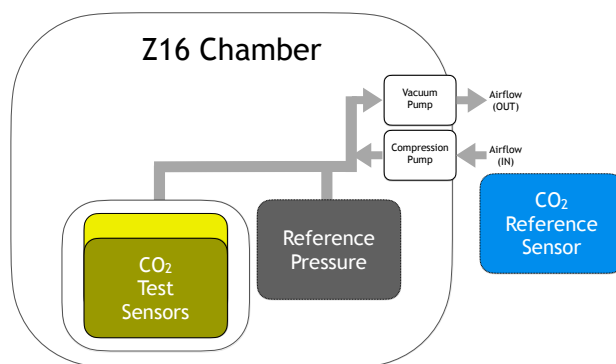 Z16 Chamber
Vacuum
Pump
Airflow
(OUT)
Compression
Pump
Airflow
(IN)
CO₂
Reference
Sensor
Reference
Pressure
CO₂
Test
Sensors